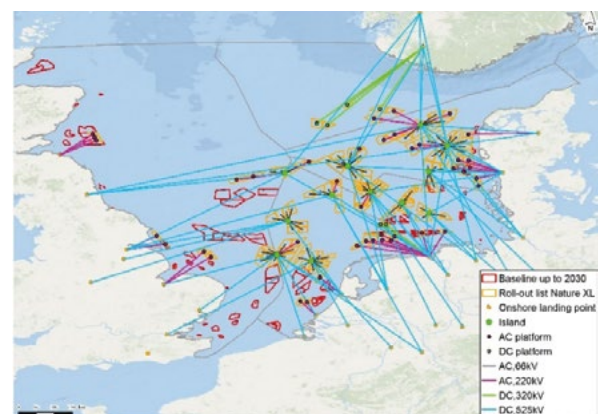 N
Baseline up to 2030
Roll-out list Nature XL
Onshore landing point
Island
AC platform
DC platform
AC,66kV
AC,220kV
DC,320kV
DC,525kV